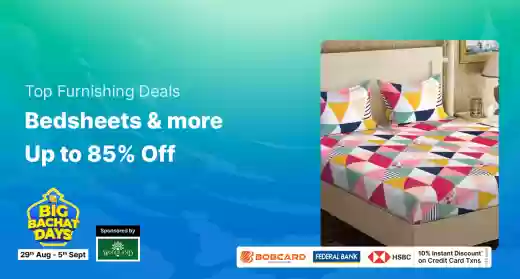 Top Furnishing Deals
Bedsheets & more
Up to 85% Off
BIG
BACHAT
DAYS
29th Aug - 5th Sept
Sponsored by
BOBCARD
FEDERAL BANK
HSBC
10% Instant Discount*
on Credit Card Txns